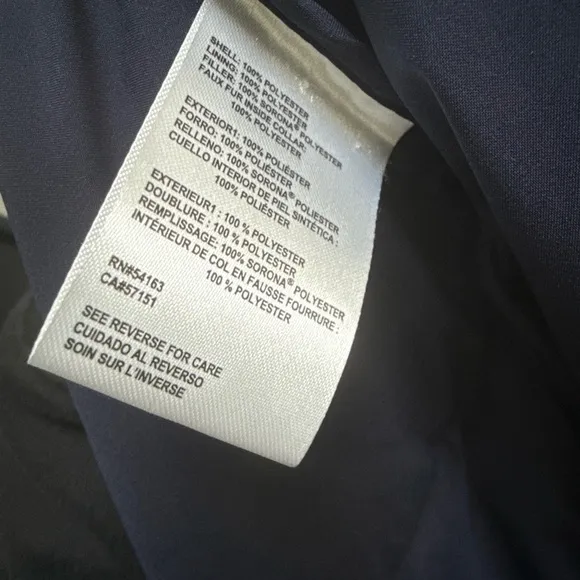 SHELL: 100% POLYESTER
LINING: 100% POLYESTER
FILLER: 100% SORONA® POLYESTER
FAUX FUR INSIDE COLLAR:
100% POLYESTER
EXTERIOR1: 100% POLIÉSTER
FORRO: 100% POLIÉSTER
RELLENO: 100% SORONA® POLIESTER
CUELLO INTERIOR DE PIEL SINTÉTICA :
100% POLIÉSTER
EXTERIEUR1 : 100 % POLYESTER
DOUBLURE : 100 % POLYESTER
REMPLISSAGE: 100% SORONA® POLYESTER
INTÉRIEUR DE COL EN FAUSSE FOURRURE :
100 % POLYESTER
RN#54163
CA#57151
SEE REVERSE FOR CARE
CUIDADO AL REVERSO
SOIN SUR L'INVERSE